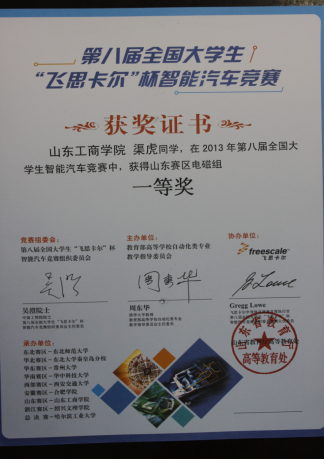 第八届全国大学生
“飞思卡尔”杯智能汽车竞赛
获奖证书
山东工商学院 渠虎同学，在 2013 年第八届全国大
学生智能汽车竞赛中，获得山东赛区电磁组
一等奖
竞赛组委会：
第八届全国大学生“飞思卡尔”杯
智能汽车竞赛组织委员会
主办单位：
教育部高等学校自动化类专业
教学指导委员会
协办单位：
freescale
飞思卡尔
吴澄院士
周东华
Gregg Lowe
高等教育处
承办单位：
东北赛区－东北师范大学
华北赛区－东北大学秦皇岛分校
华东赛区－常州大学
华南赛区－华中科技大学
西部赛区－西安交通大学
安徽赛区－合肥学院
山东赛区－山东工商学院
浙江赛区－绍兴文理学院
总决赛－哈尔滨工业大学